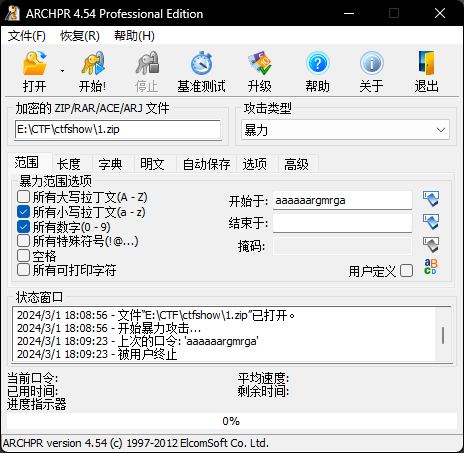 ARCHPR 4.54 Professional Edition
文件(F) 恢复(R) 帮助(H)
打开 开始! 停止 基准测试 升级 帮助 关于 退出
加密的 ZIP/RAR/ACE/ARJ 文件 攻击类型
E:\CTF\ctfshow\1.zip 暴力
范围 长度 字典 明文 自动保存 选项 高级
暴力范围选项
所有大写拉丁文(A - Z) 开始于: aaaaaargmrga
所有小写拉丁文(a - z)
所有数字(0 - 9) 结束于:
所有特殊符号(!@...) 掩码:
空格
所有可打印字符 用户定义
状态窗口
2024/3/1 18:08:56 - 文件“E:\CTF\ctfshow\1.zip”已打开。
2024/3/1 18:08:56 - 开始暴力攻击...
2024/3/1 18:09:23 - 上次的口令: 'aaaaaargmrga'
2024/3/1 18:09:23 - 被用户终止
当前口令: 平均速度:
已用时间: 剩余时间:
进度指示器
0%
ARCHPR version 4.54 (c) 1997-2012 ElcomSoft Co. Ltd.